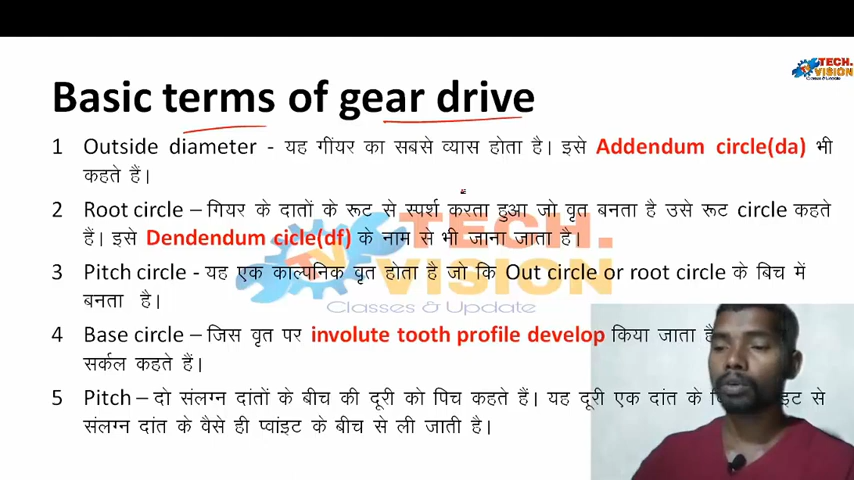 TECH.
VISION
Classes & Update
Basic terms of gear drive
1 Outside diameter - यह गींयर का सबसे व्यास होता है। इसे Addendum circle(da) भी
कहते हैं।
2 Root circle – गियर के दातों के रूट से स्पर्श करता हुआ जो वृत बनता है उसे रूट circle कहते
हैं। इसे Dendendum cicle(df) के नाम से भी जाना जाता है।
3 Pitch circle - यह एक काल्पनिक वृत होता है जो कि Out circle or root circle के बिच में
बनता है।
4 Base circle – जिस वृत पर involute tooth profile develop किया जाता है
सर्कल कहते हैं।
5 Pitch – दो संलग्न दांतों के बीच की दूरी को पिच कहते हैं। यह दूरी एक दांत के से
संलग्न दांत के वैसे ही प्वांइट के बीच से ली जाती है।
TECH.
VISION
Classes & Update